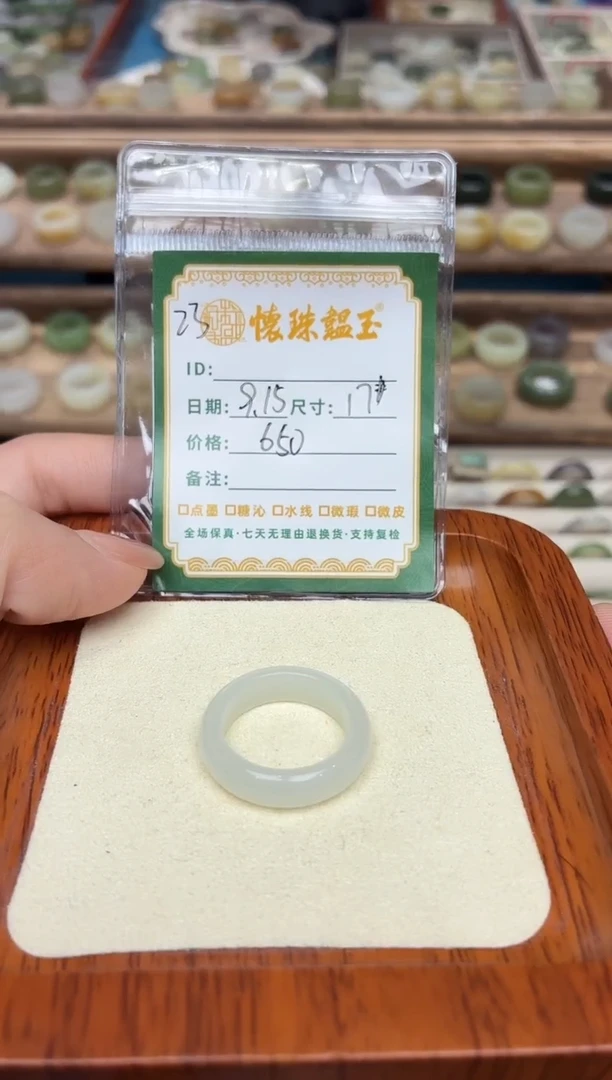 23 懐珠韞玉®
ID:
日期: 9.15 尺寸: 17#
价格: 650
备注:
□点墨 □糖沁 □水线 □微瑕 □微皮
全场保真·七天无理由退换货·支持复检